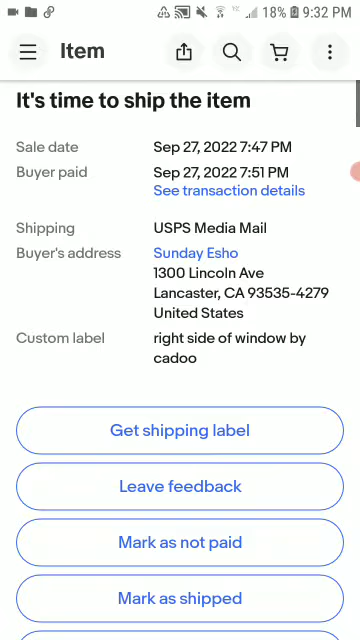 18% 9:32 PM
Item
It's time to ship the item
Sale date Sep 27, 2022 7:47 PM
Buyer paid Sep 27, 2022 7:51 PM
See transaction details
Shipping USPS Media Mail
Buyer's address Sunday Esho
1300 Lincoln Ave
Lancaster, CA 93535-4279
United States
Custom label right side of window by
cadoo
Get shipping label
Leave feedback
Mark as not paid
Mark as shipped